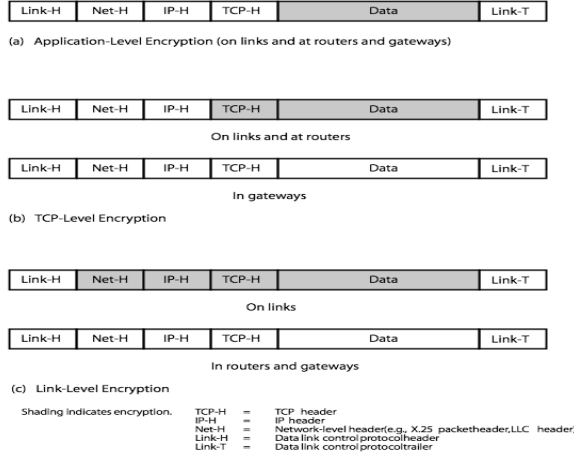 Link-H Net-H IP-H TCP-H Data Link-T
(a) Application-Level Encryption (on links and at routers and gateways)
Link-H Net-H IP-H TCP-H Data Link-T
On links and at routers
Link-H Net-H IP-H TCP-H Data Link-T
In gateways
(b) TCP-Level Encryption
Link-H Net-H IP-H TCP-H Data Link-T
On links
Link-H Net-H IP-H TCP-H Data Link-T
In routers and gateways
(c) Link-Level Encryption
Shading indicates encryption. TCP-H = TCP header
IP-H = IP header
Net-H = Network-level header(e.g., X.25 packetheader,LLC header)
Link-H = Data link controlprotocolheader
Link-T = Data link controlprotocoltrailer